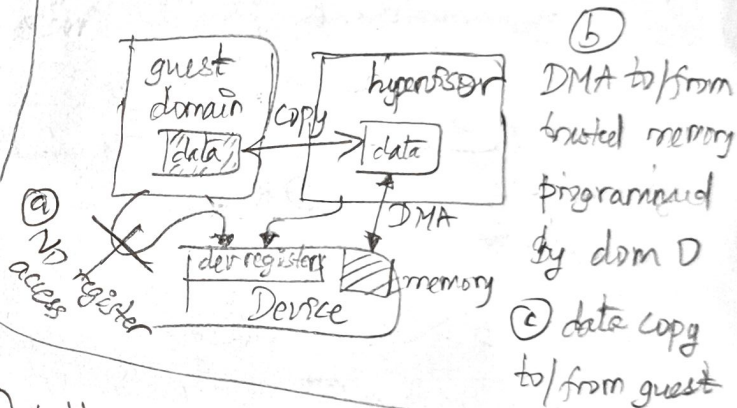 guest
domain
data
copy
hypervisor
data
DMA
dev registers
memory
Device
ⓐ NO register
access
ⓑ
DMA to/from
trusted memory
programmed
by dom 0
ⓒ data copy
to/from guest